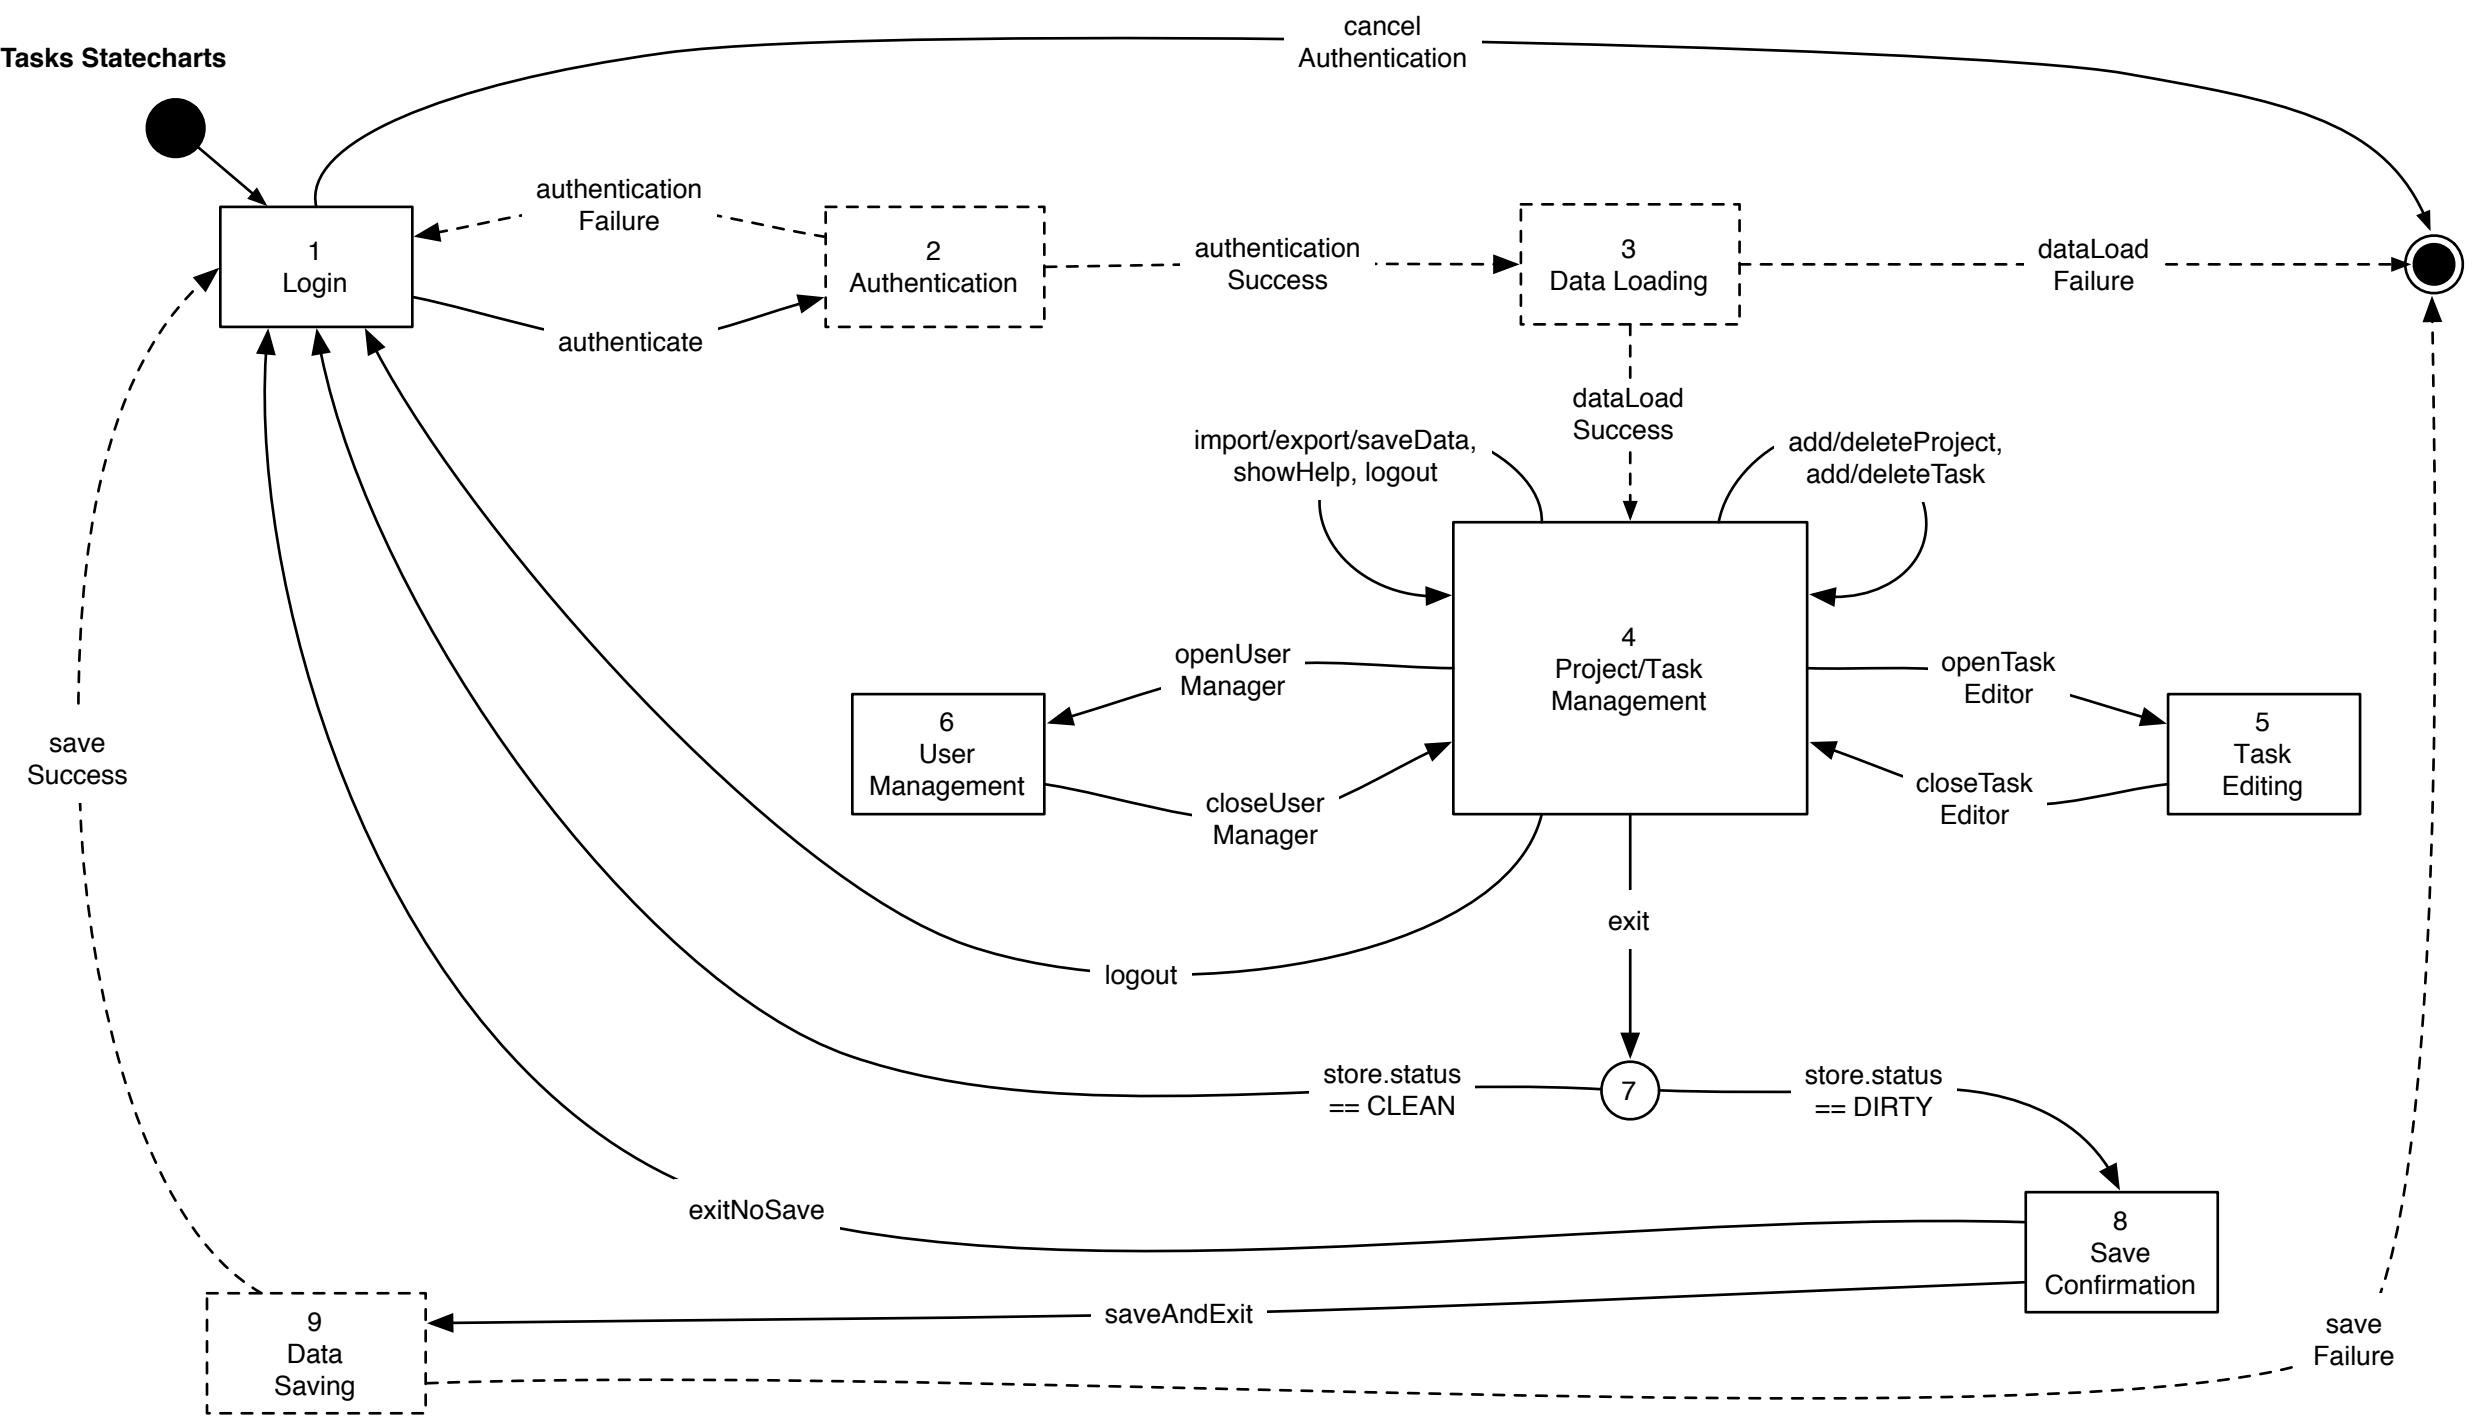 Tasks Statecharts
cancel
Authentication
authentication
Failure
1
Login
2
Authentication
authentication
Success
3
Data Loading
dataLoad
Failure
authenticate
dataLoad
Success
import/export/saveData,
showHelp, logout
add/deleteProject,
add/deleteTask
4
Project/Task
Management
openUser
Manager
openTask
Editor
6
User
Management
5
Task
Editing
closeUser
Manager
closeTask
Editor
save
Success
exit
logout
store.status
== CLEAN
7
store.status
== DIRTY
exitNoSave
8
Save
Confirmation
saveAndExit
9
Data
Saving
save
Failure